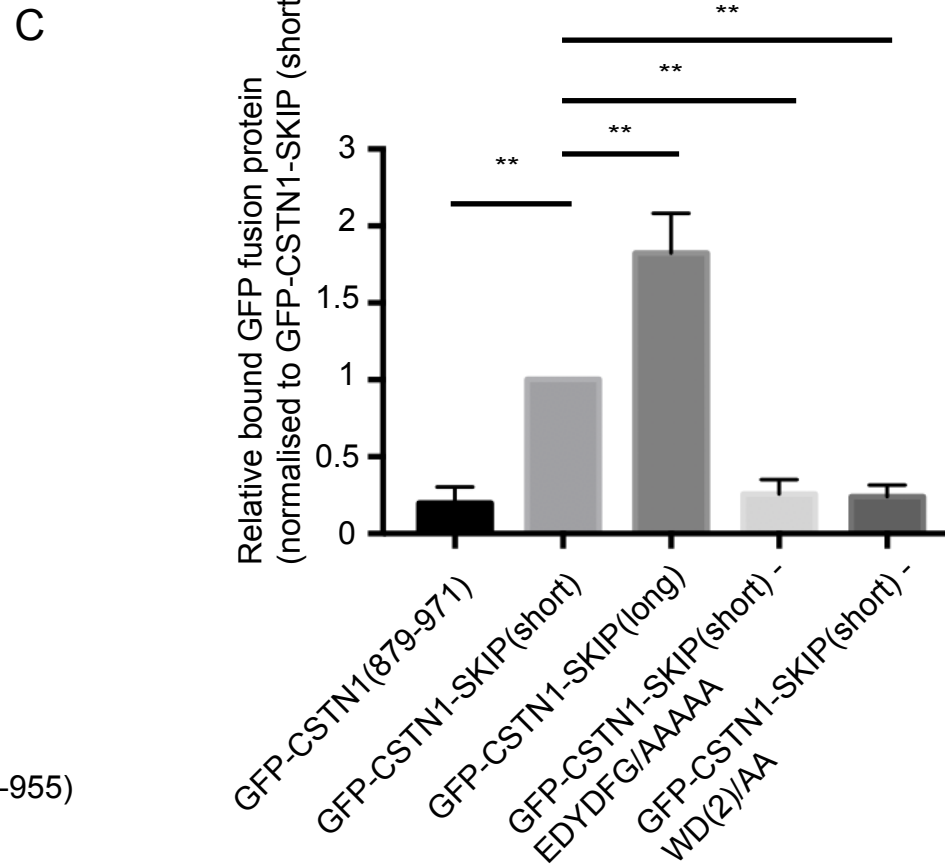 C
**
**
**
**
Relative bound GFP fusion protein
(normalised to GFP-CSTN1-SKIP (short
3
2
1.5
1
0.5
0
GFP-CSTN1(879-971)
GFP-CSTN1-SKIP(short)
GFP-CSTN1-SKIP(long)
GFP-CSTN1-SKIP(short) -
EDYDFG/AAAAA
GFP-CSTN1-SKIP(short) -
WD(2)/AA
-955)